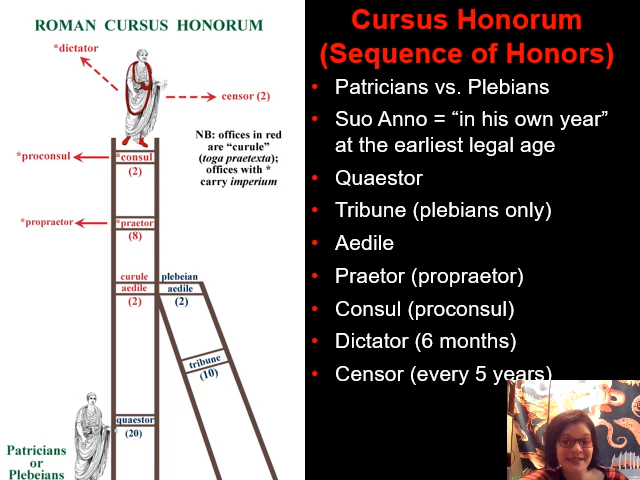 ROMAN CURSUS HONORUM
*dictator
censor (2)
NB: offices in red
are "curule"
(toga praetexta);
offices with *
carry imperium
*proconsul
*consul
(2)
*propraetor
*praetor
(8)
curule
aedile
(2)
plebeian
aedile
(2)
tribune
(10)
quaestor
(20)
Patricians
or
Plebeians
Cursus Honorum
(Sequence of Honors)
• Patricians vs. Plebians
• Suo Anno = “in his own year”
at the earliest legal age
• Quaestor
• Tribune (plebians only)
• Aedile
• Praetor (propraetor)
• Consul (proconsul)
• Dictator (6 months)
• Censor (every 5 years)